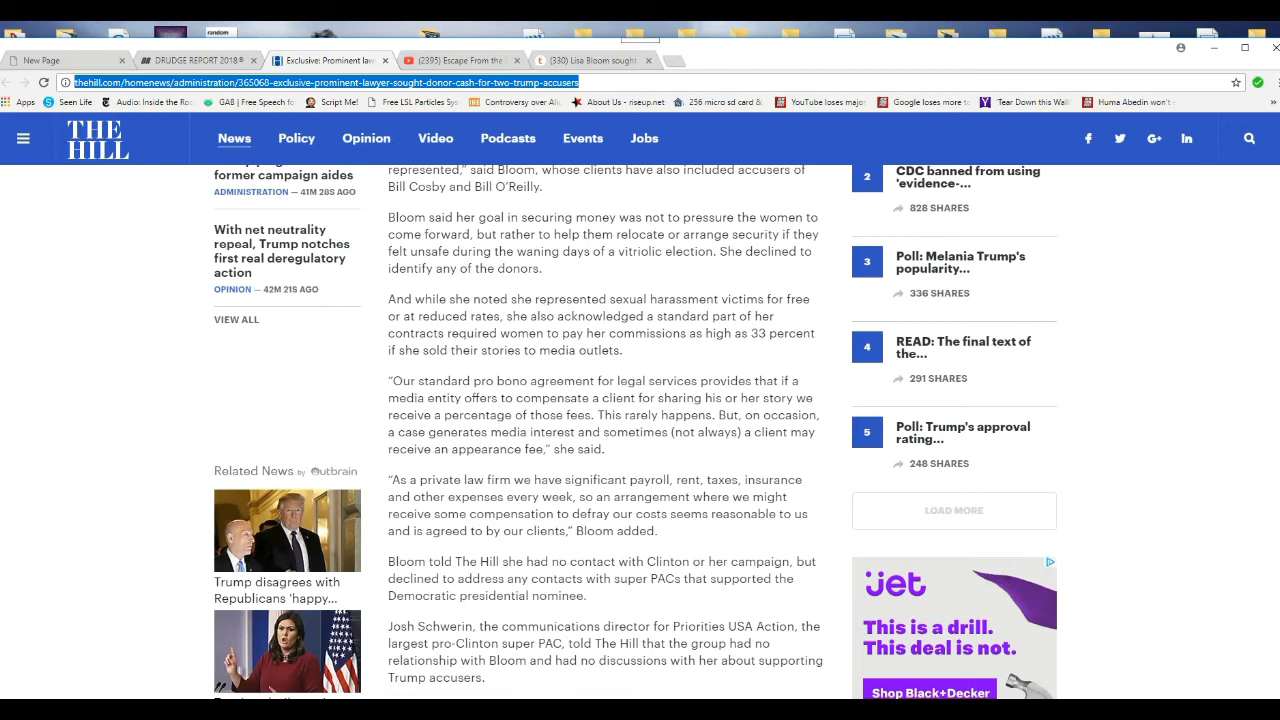 random
New Page
DRUDGE REPORT 2018®
Exclusive: Prominent law
(2395) Escape From the
(330) Lisa Bloom sought
thehill.com/homenews/administration/365068-exclusive-prominent-lawyer-sought-donor-cash-for-two-trump-accusers
Apps
Seen Life
Audio: Inside the Ro
GAB | Free Speech fo
Script Me!
Free LSL Particles Sy
Controversy over Ali
About Us - riseup.net
256 micro sd card &
YouTube loses major
Google loses more t
'Tear Down this Wall
Huma Abedin won't
»
THE
HILL
News
Policy
Opinion
Video
Podcasts
Events
Jobs
former campaign aides
ADMINISTRATION — 41M 28S AGO
With net neutrality
repeal, Trump notches
first real deregulatory
action
OPINION — 42M 21S AGO
VIEW ALL
Related News by Outbrain
Trump disagrees with
Republicans 'happy...
represented,” said Bloom, whose clients have also included accusers of
Bill Cosby and Bill O’Reilly.
Bloom said her goal in securing money was not to pressure the women to
come forward, but rather to help them relocate or arrange security if they
felt unsafe during the waning days of a vitriolic election. She declined to
identify any of the donors.
And while she noted she represented sexual harassment victims for free
or at reduced rates, she also acknowledged a standard part of her
contracts required women to pay her commissions as high as 33 percent
if she sold their stories to media outlets.
“Our standard pro bono agreement for legal services provides that if a
media entity offers to compensate a client for sharing his or her story we
receive a percentage of those fees. This rarely happens. But, on occasion,
a case generates media interest and sometimes (not always) a client may
receive an appearance fee,” she said.
“As a private law firm we have significant payroll, rent, taxes, insurance
and other expenses every week, so an arrangement where we might
receive some compensation to defray our costs seems reasonable to us
and is agreed to by our clients,” Bloom added.
Bloom told The Hill she had no contact with Clinton or her campaign, but
declined to address any contacts with super PACs that supported the
Democratic presidential nominee.
Josh Schwerin, the communications director for Priorities USA Action, the
largest pro-Clinton super PAC, told The Hill that the group had no
relationship with Bloom and had no discussions with her about supporting
Trump accusers.
2
CDC banned from using
'evidence-...
828 SHARES
3
Poll: Melania Trump's
popularity...
336 SHARES
4
READ: The final text of
the...
291 SHARES
5
Poll: Trump's approval
rating...
248 SHARES
LOAD MORE
jet
This is a drill.
This deal is not.
Shop Black+Decker